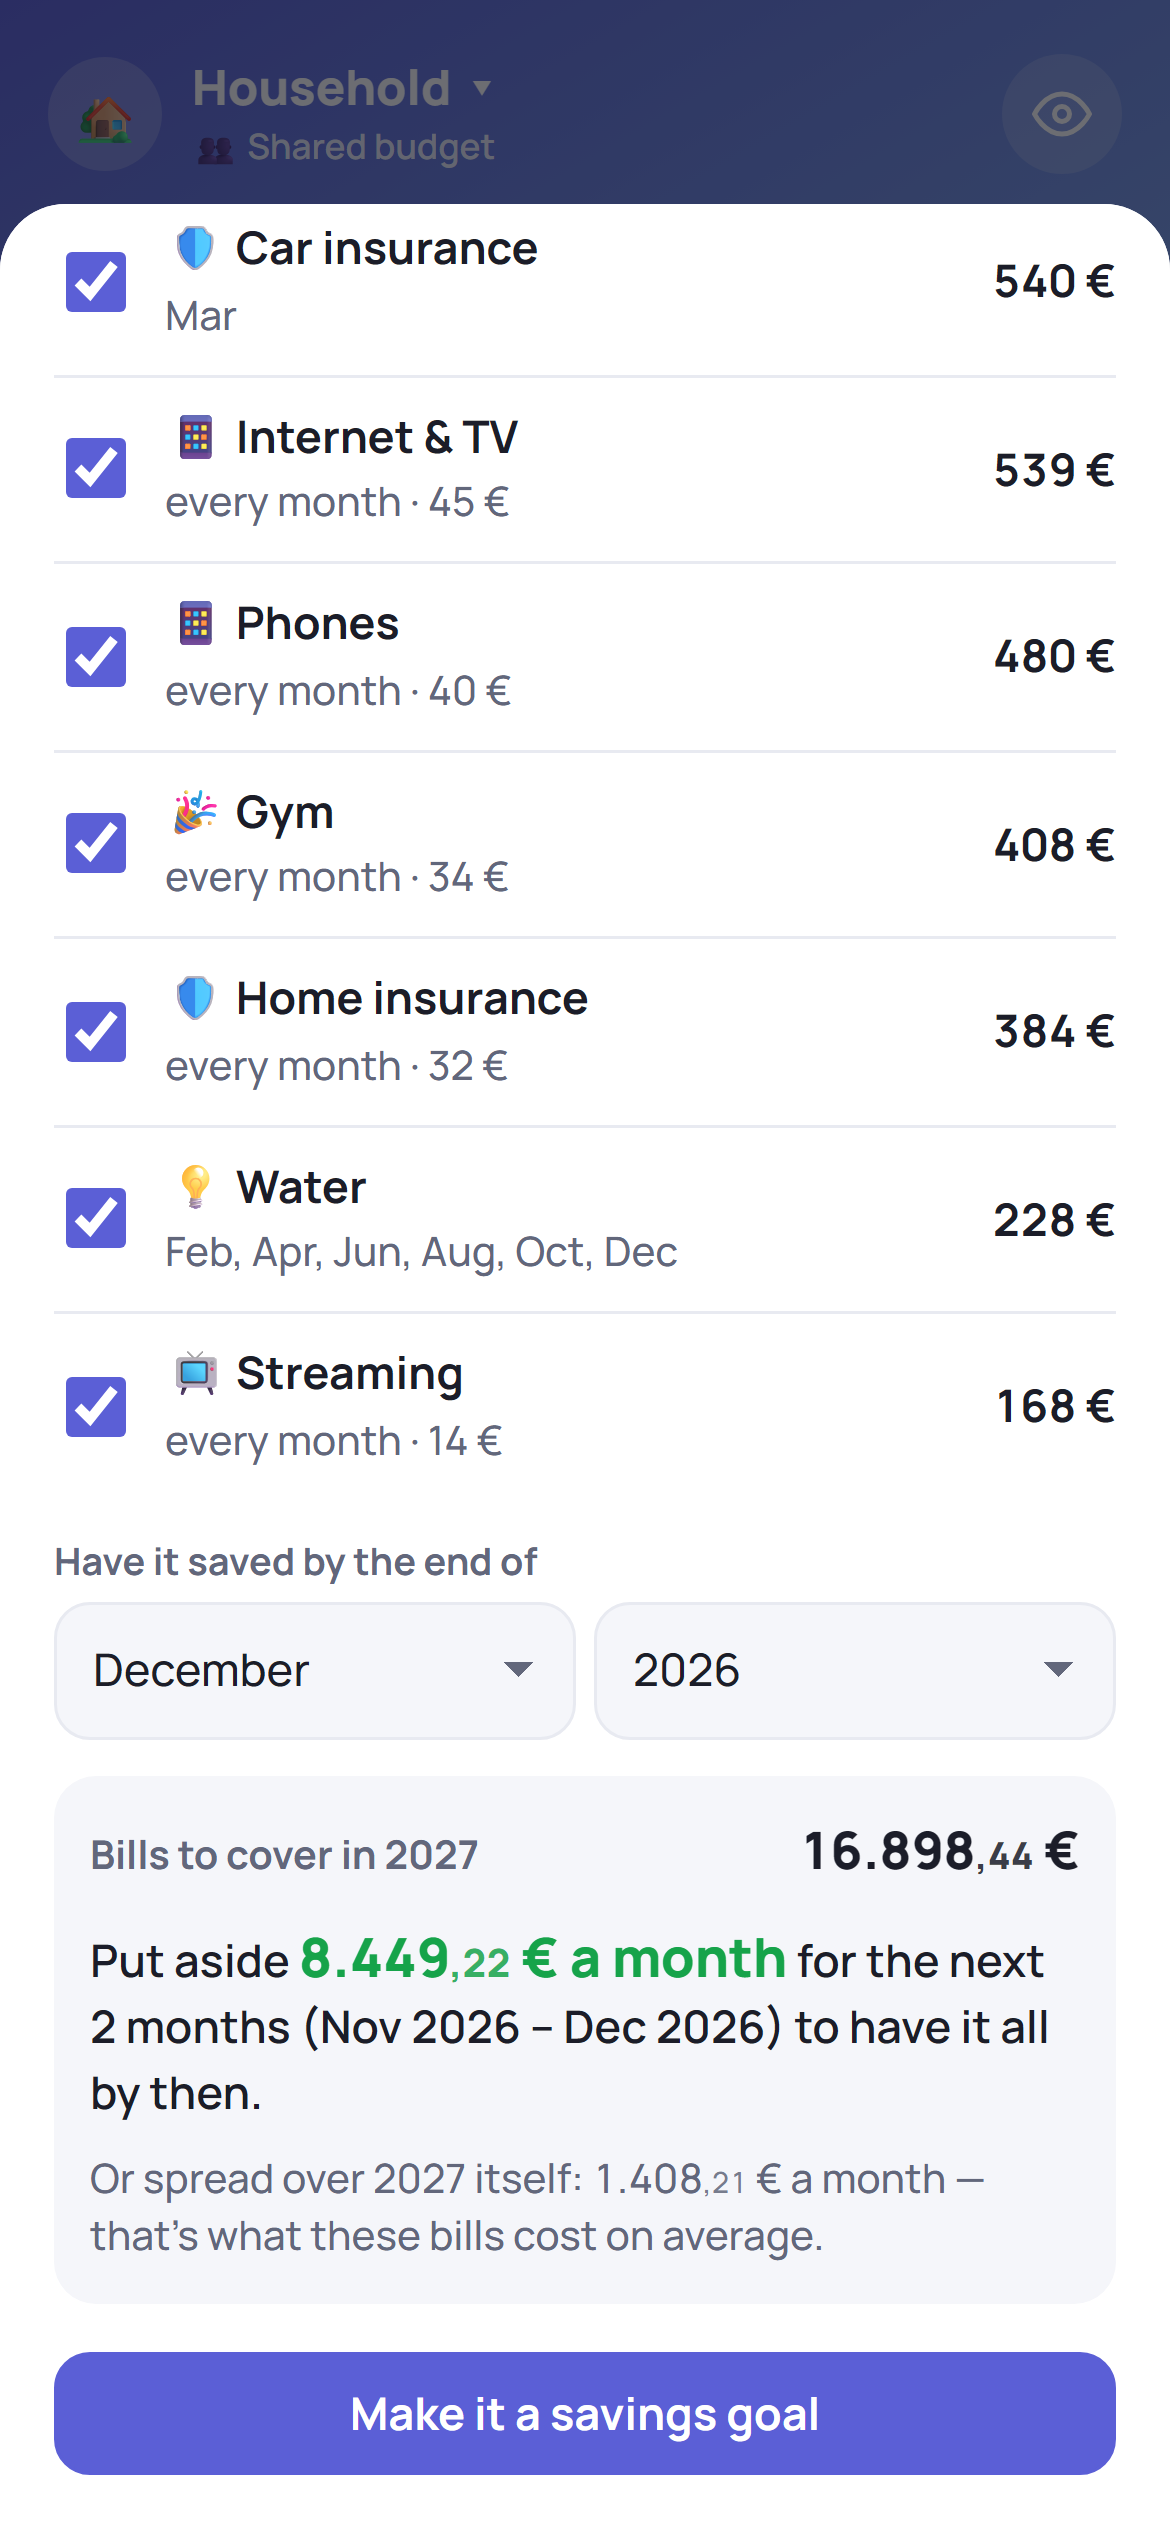 Household ▼
👥 Shared budget
Car insurance
540 €
Mar
Internet & TV
539 €
every month · 45 €
Phones
480 €
every month · 40 €
Gym
408 €
every month · 34 €
Home insurance
384 €
every month · 32 €
Water
228 €
Feb, Apr, Jun, Aug, Oct, Dec
Streaming
168 €
every month · 14 €
Have it saved by the end of
December
2026
Bills to cover in 2027
16.898,44 €
Put aside 8.449,22 € a month for the next
2 months (Nov 2026 – Dec 2026) to have it all
by then.
Or spread over 2027 itself: 1.408,21 € a month —
that’s what these bills cost on average.
Make it a savings goal